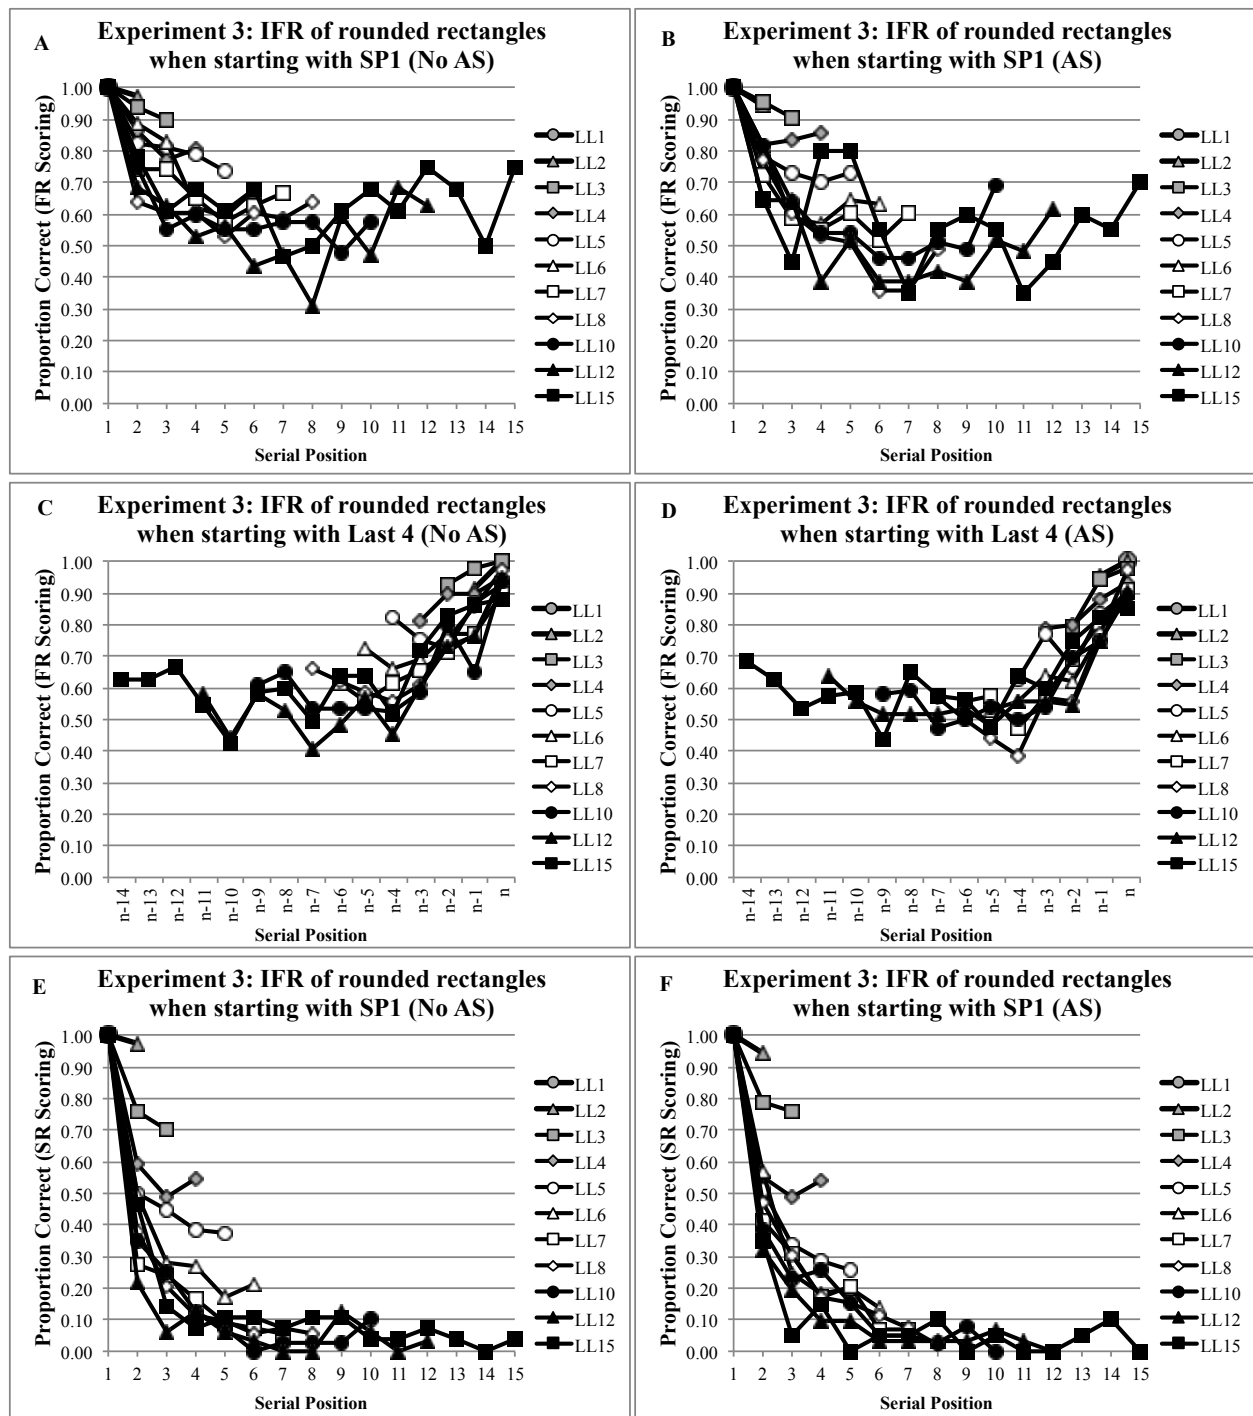 A
Experiment 3: IFR of rounded rectangles
when starting with SP1 (No AS)
Proportion Correct (FR Scoring)
1.00
0.90
0.80
0.70
0.60
0.50
0.40
0.30
0.20
0.10
0.00
1 2 3 4 5 6 7 8 9 10 11 12 13 14 15
Serial Position
LL1
LL2
LL3
LL4
LL5
LL6
LL7
LL8
LL10
LL12
LL15
B
Experiment 3: IFR of rounded rectangles
when starting with SP1 (AS)
Proportion Correct (FR Scoring)
1.00
0.90
0.80
0.70
0.60
0.50
0.40
0.30
0.20
0.10
0.00
1 2 3 4 5 6 7 8 9 10 11 12 13 14 15
Serial Position
LL1
LL2
LL3
LL4
LL5
LL6
LL7
LL8
LL10
LL12
LL15
C
Experiment 3: IFR of rounded rectangles
when starting with Last 4 (No AS)
Proportion Correct (FR Scoring)
1.00
0.90
0.80
0.70
0.60
0.50
0.40
0.30
0.20
0.10
0.00
n-14 n-13 n-12 n-11 n-10 n-9 n-8 n-7 n-6 n-5 n-4 n-3 n-2 n-1 n
Serial Position
LL1
LL2
LL3
LL4
LL5
LL6
LL7
LL8
LL10
LL12
LL15
D
Experiment 3: IFR of rounded rectangles
when starting with Last 4 (AS)
Proportion Correct (FR Scoring)
1.00
0.90
0.80
0.70
0.60
0.50
0.40
0.30
0.20
0.10
0.00
n-14 n-13 n-12 n-11 n-10 n-9 n-8 n-7 n-6 n-5 n-4 n-3 n-2 n-1 n
Serial Position
LL1
LL2
LL3
LL4
LL5
LL6
LL7
LL8
LL10
LL12
LL15
E
Experiment 3: IFR of rounded rectangles
when starting with SP1 (No AS)
Proportion Correct (SR Scoring)
1.00
0.90
0.80
0.70
0.60
0.50
0.40
0.30
0.20
0.10
0.00
1 2 3 4 5 6 7 8 9 10 11 12 13 14 15
Serial Position
LL1
LL2
LL3
LL4
LL5
LL6
LL7
LL8
LL10
LL12
LL15
F
Experiment 3: IFR of rounded rectangles
when starting with SP1 (AS)
Proportion Correct (SR Scoring)
1.00
0.90
0.80
0.70
0.60
0.50
0.40
0.30
0.20
0.10
0.00
1 2 3 4 5 6 7 8 9 10 11 12 13 14 15
Serial Position
LL1
LL2
LL3
LL4
LL5
LL6
LL7
LL8
LL10
LL12
LL15